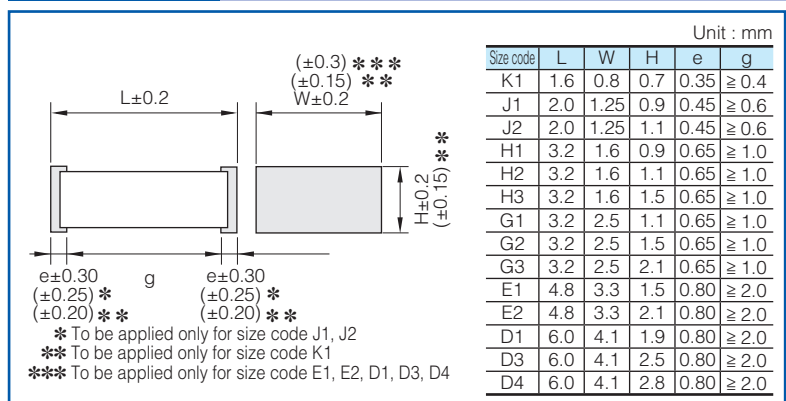 Unit : mm
(±0.3) ***
(±0.15) **
L±0.2
W±0.2
H±0.2
(±0.15) **
e±0.30
g
e±0.30
(±0.25) *
(±0.25) *
(±0.20) **
(±0.20) **
* To be applied only for size code J1, J2
** To be applied only for size code K1
*** To be applied only for size code E1, E2, D1, D3, D4
Size code L W H e g
K1 1.6 0.8 0.7 0.35 ≧ 0.4
J1 2.0 1.25 0.9 0.45 ≧ 0.6
J2 2.0 1.25 1.1 0.45 ≧ 0.6
H1 3.2 1.6 0.9 0.65 ≧ 1.0
H2 3.2 1.6 1.1 0.65 ≧ 1.0
H3 3.2 1.6 1.5 0.65 ≧ 1.0
G1 3.2 2.5 1.1 0.65 ≧ 1.0
G2 3.2 2.5 1.5 0.65 ≧ 1.0
G3 3.2 2.5 2.1 0.65 ≧ 1.0
E1 4.8 3.3 1.5 0.80 ≧ 2.0
E2 4.8 3.3 2.1 0.80 ≧ 2.0
D1 6.0 4.1 1.9 0.80 ≧ 2.0
D3 6.0 4.1 2.5 0.80 ≧ 2.0
D4 6.0 4.1 2.8 0.80 ≧ 2.0